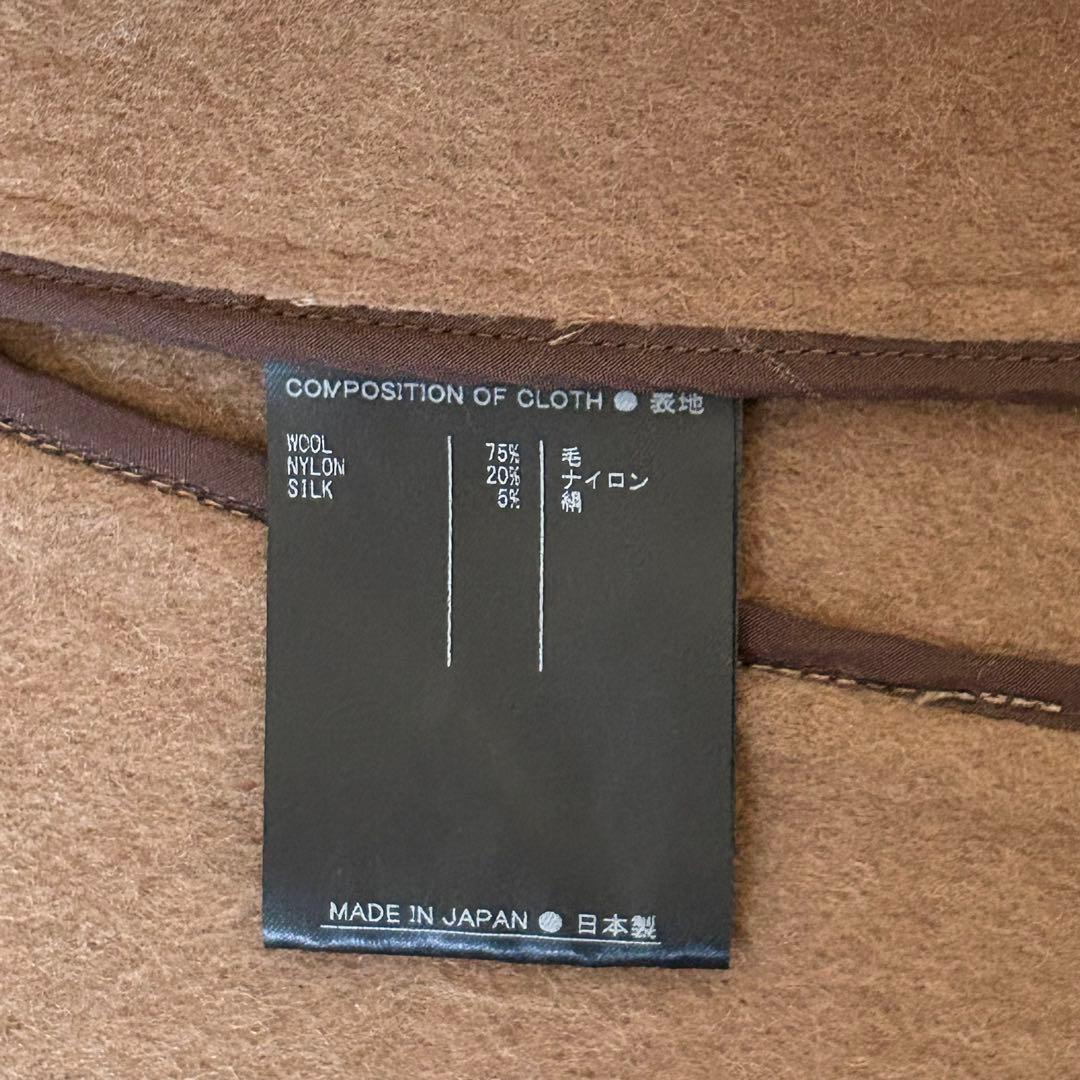 COMPOSITION OF CLOTH ● 表地
WOOL 75% 毛
NYLON 20% ナイロン
SILK 5% 絹
MADE IN JAPAN ● 日本製